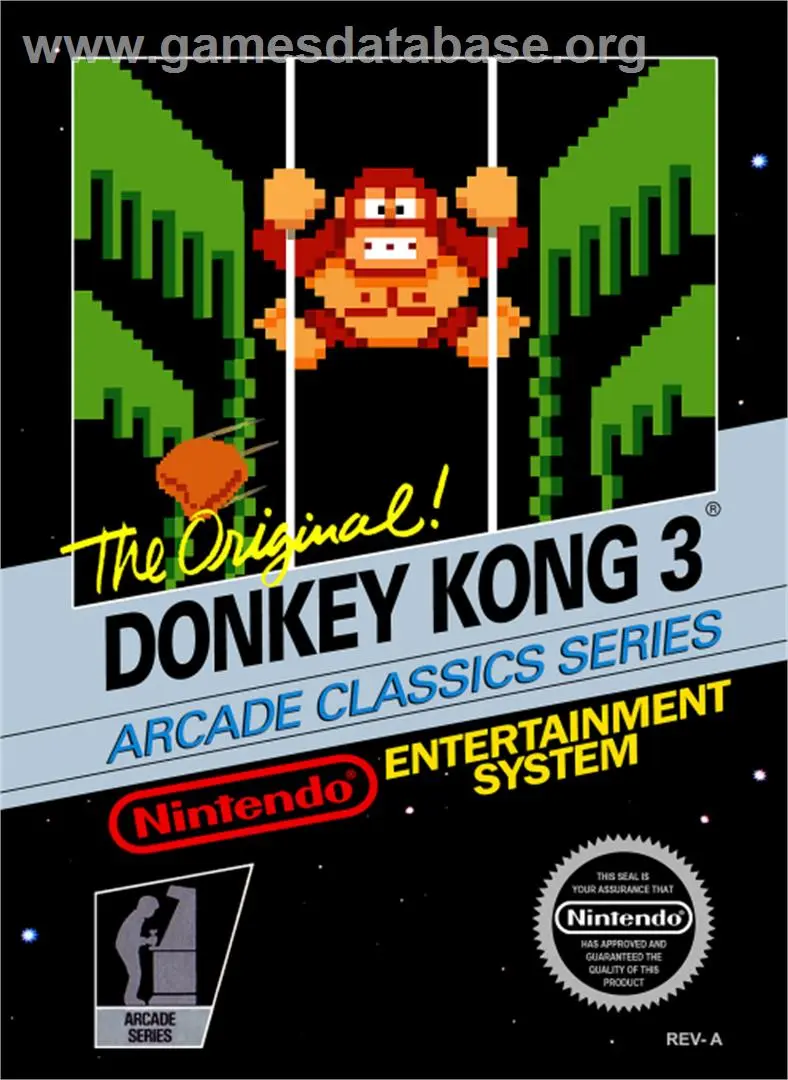 www.gamesdatabase.org
The Original!
DONKEY KONG 3®
ARCADE CLASSICS SERIES
Nintendo®
ENTERTAINMENT
SYSTEM
ARCADE
SERIES
THIS SEAL IS
YOUR ASSURANCE THAT
Nintendo®
HAS APPROVED AND
GUARANTEED THE
QUALITY OF THIS
PRODUCT
REV-A